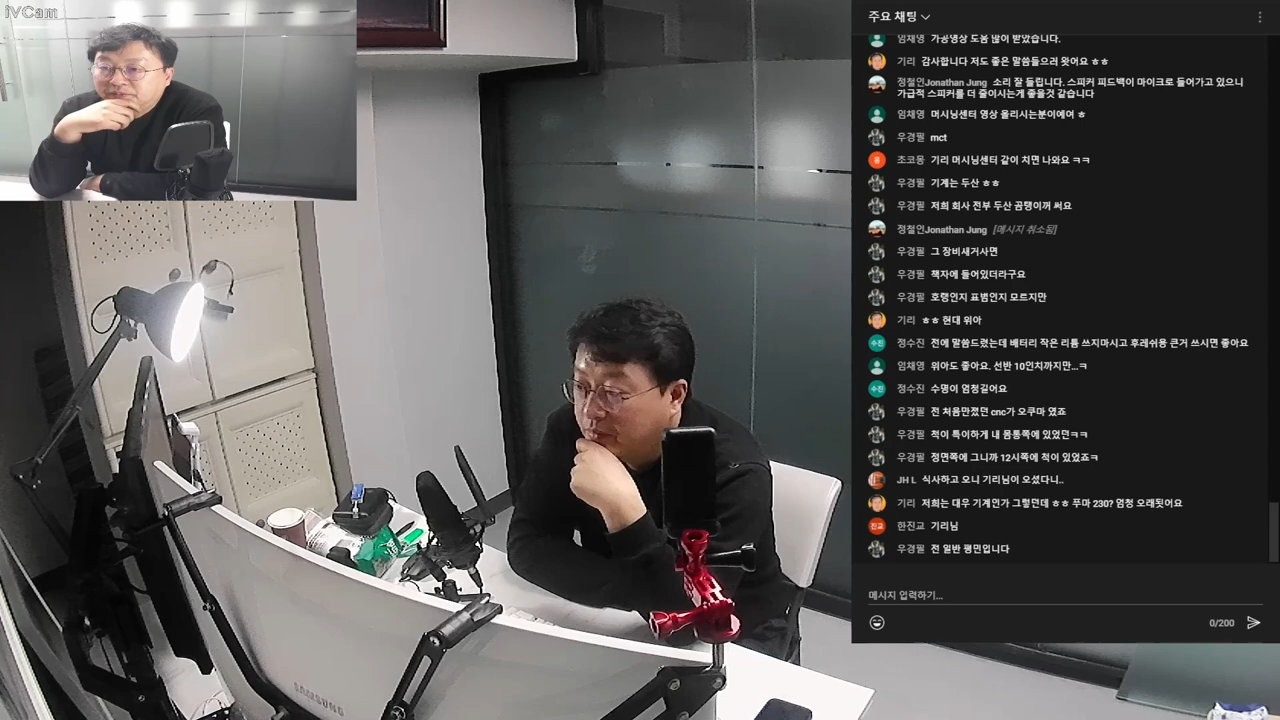 iVCam
주요 채팅
임채영 가공영상 도움 많이 받았습니다.
기리 감사합니다 저도 좋은 말씀들으러 왓어요 ㅎㅎ
정철인Jonathan Jung 소리 잘 들립니다. 스피커 피드백이 마이크로 들어가고 있으니
가급적 스피커를 더 줄이시는게 좋을것 같습니다
임채영 머시닝센터 영상 올리시는분이에여 ㅎ
우경필 mct
초코몽 기리 머시닝센터 같이 치면 나와요 ㅋㅋ
우경필 기계는 두산 ㅎㅎ
우경필 저희 회사 전부 두산 곰탱이꺼 써요
정철인Jonathan Jung [메시지 취소됨]
우경필 그 장비새거사면
우경필 책자에 들어있더라구요
우경필 호랭인지 표범인지 모르지만
기리 ㅎㅎ 현대 위아
정수진 전에 말씀드렸는데 배터리 작은 리튬 쓰지마시고 후레쉬용 큰거 쓰시면 좋아요
임채영 위아도 좋아요. 선반 10인치까지만...ㅋ
정수진 수명이 엄청길어요
우경필 전 처음만졌던 cnc가 오쿠마 였죠
우경필 척이 특이하게 내 몸통쪽에 있었던ㅋㅋ
우경필 정면쪽에 그니까 12시쪽에 척이 있었죠ㅋ
JH L 식사하고 오니 기리님이 오셨다니..
기리 저희는 대우 기계인가 그렇던데 ㅎㅎ 푸마 230? 엄청 오래됫어요
한진교 기리님
우경필 전 일반 평민입니다
메시지 입력하기...
0/200
SAMSUNG